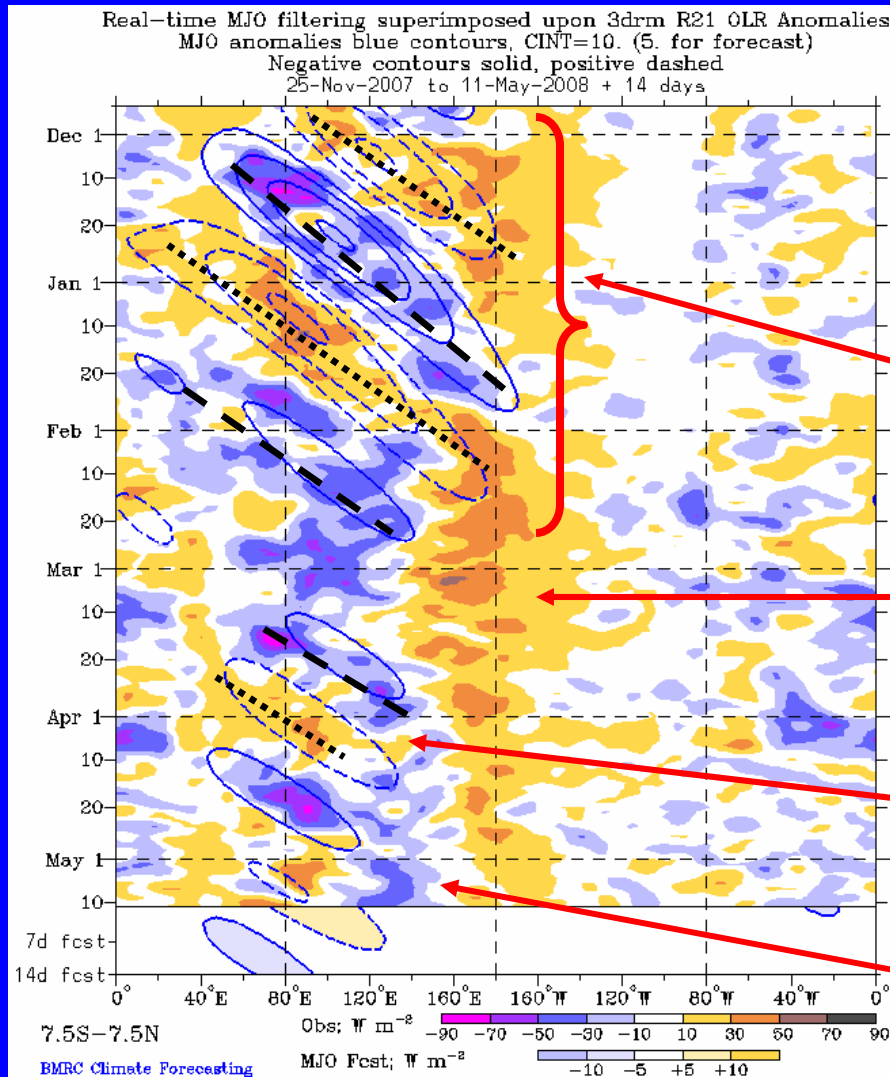 Real-time MJO filtering superimposed upon 3drm R21 OLR Anomalies
MJO anomalies blue contours, CINT=10. (5. for forecast)
Negative contours solid, positive dashed
25-Nov-2007 to 11-May-2008 + 14 days
Dec 1
10
20
Jan 1
10
20
Feb 1
10
20
Mar 1
10
20
Apr 1
10
20
May 1
10
7d fcst
14d fcst
0° 40°E 80°E 120°E 160°E 160°W 120°W 80°W 40°W 0°
7.5S-7.5N
Obs; W m⁻²
-90 -70 -50 -30 -10 10 30 50 70 90
BMRC Climate Forecasting
MJO Fcst; W m⁻²
-10 -5 +5 +10